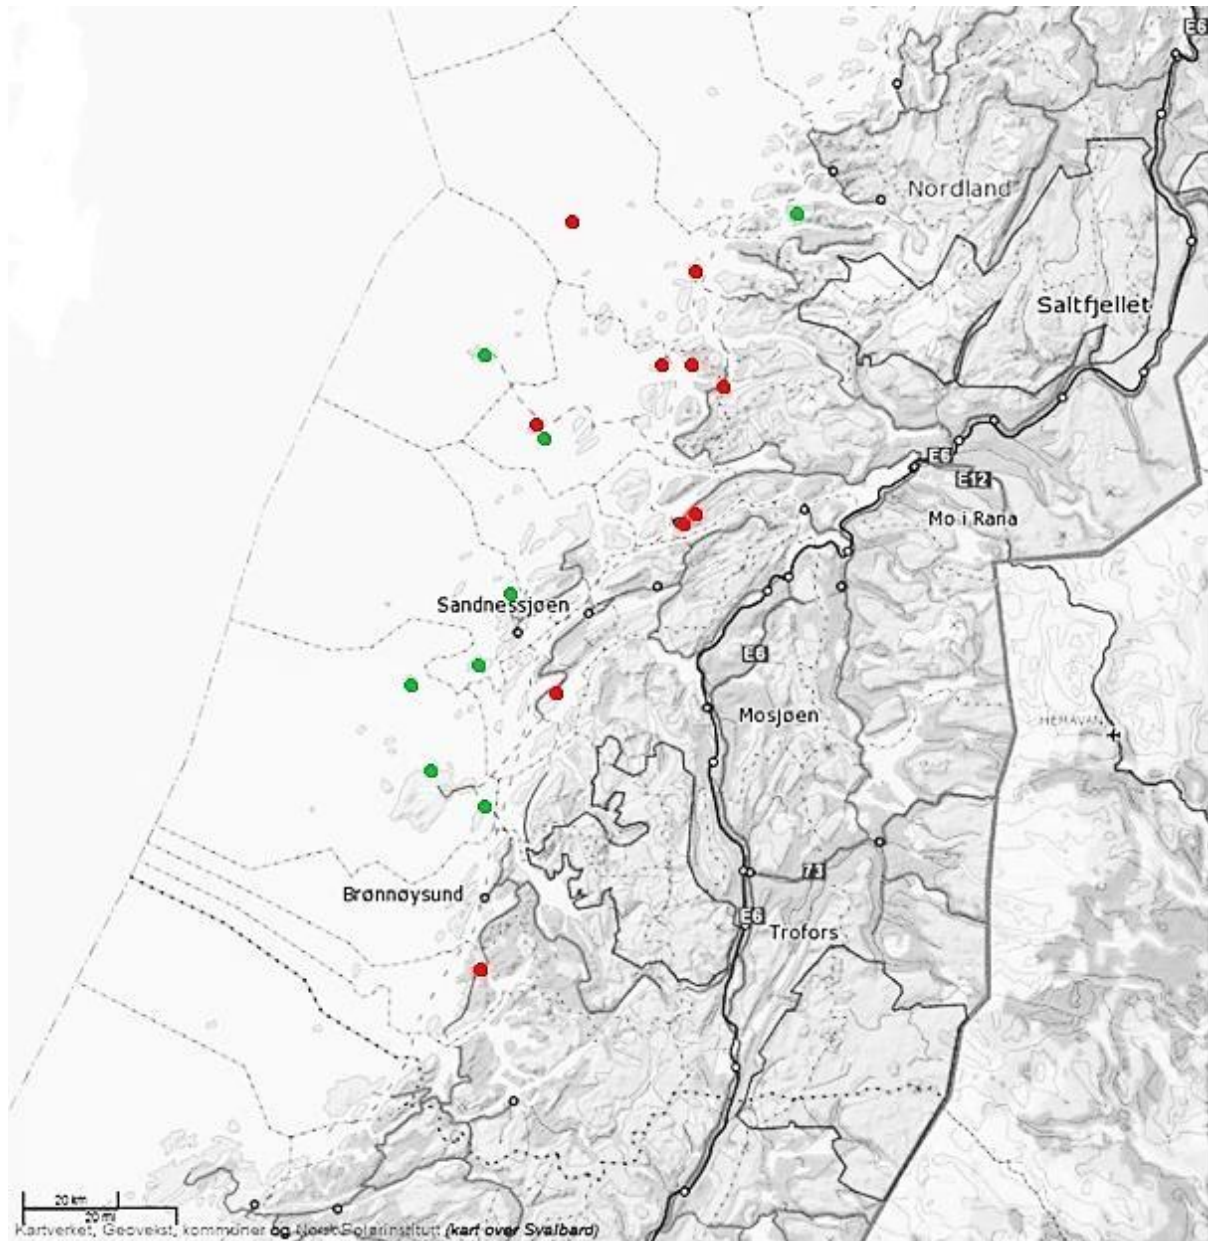 E6
Nordland
Saltfjellet
E6
E12
Mo i Rana
Sandnessjøen
E6
Mosjøen
HEMAVAN
73
Brønnøysund
E6
Trofors
20 km
20 mi
Kartverket, Geovekst, kommuner og Norsk Polarinstitutt (kart over Svalbard)